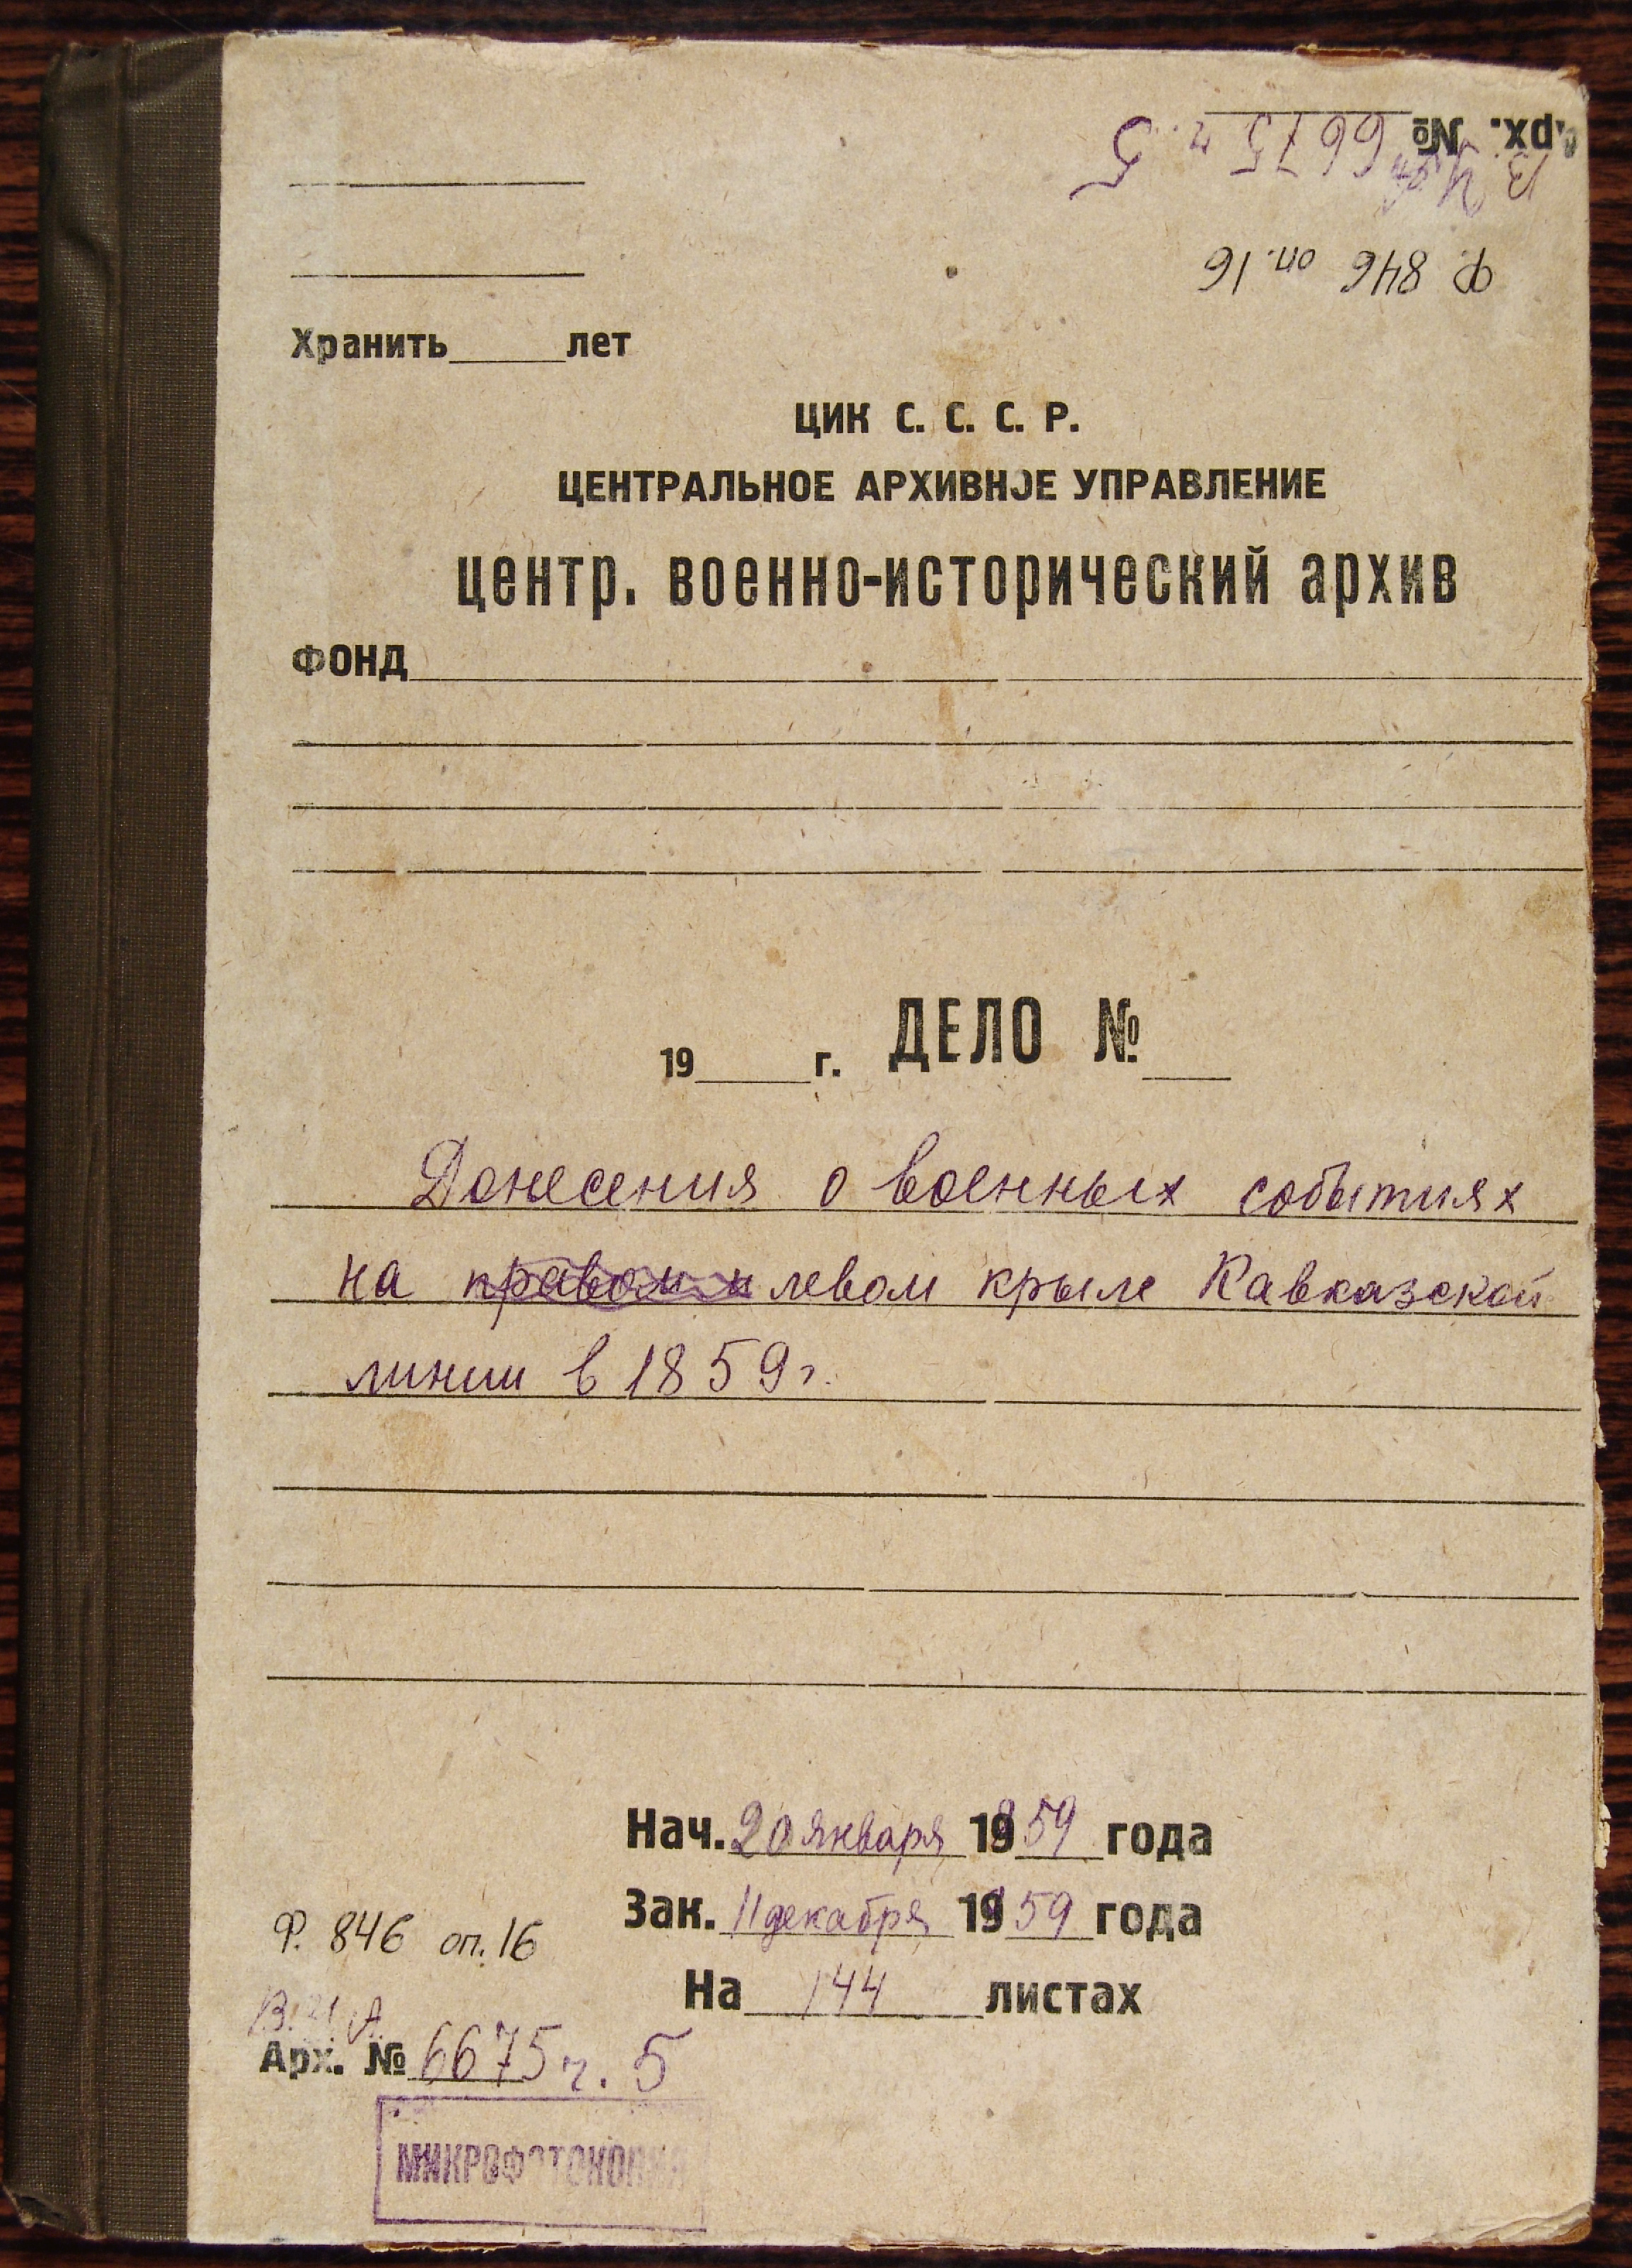 Арх. № 6675 ч. 5
Ф. 846 оп. 16
Хранить лет
ЦИК С. С. С. Р.
ЦЕНТРАЛЬНОЕ АРХИВНОЕ УПРАВЛЕНИЕ
центр. военно-исторический архив
ФОНД
19 г. ДЕЛО №
Донесения о военных событиях
на правом и левом крыле Кавказской
линии в 1859 г.
Нач. 20 января 1859 года
Зак. 11 декабря 1859 года
Ф. 846 оп. 16
На 144 листах
Арх. № 6675 ч. 5
МИКРОФОТОКОПИЯ